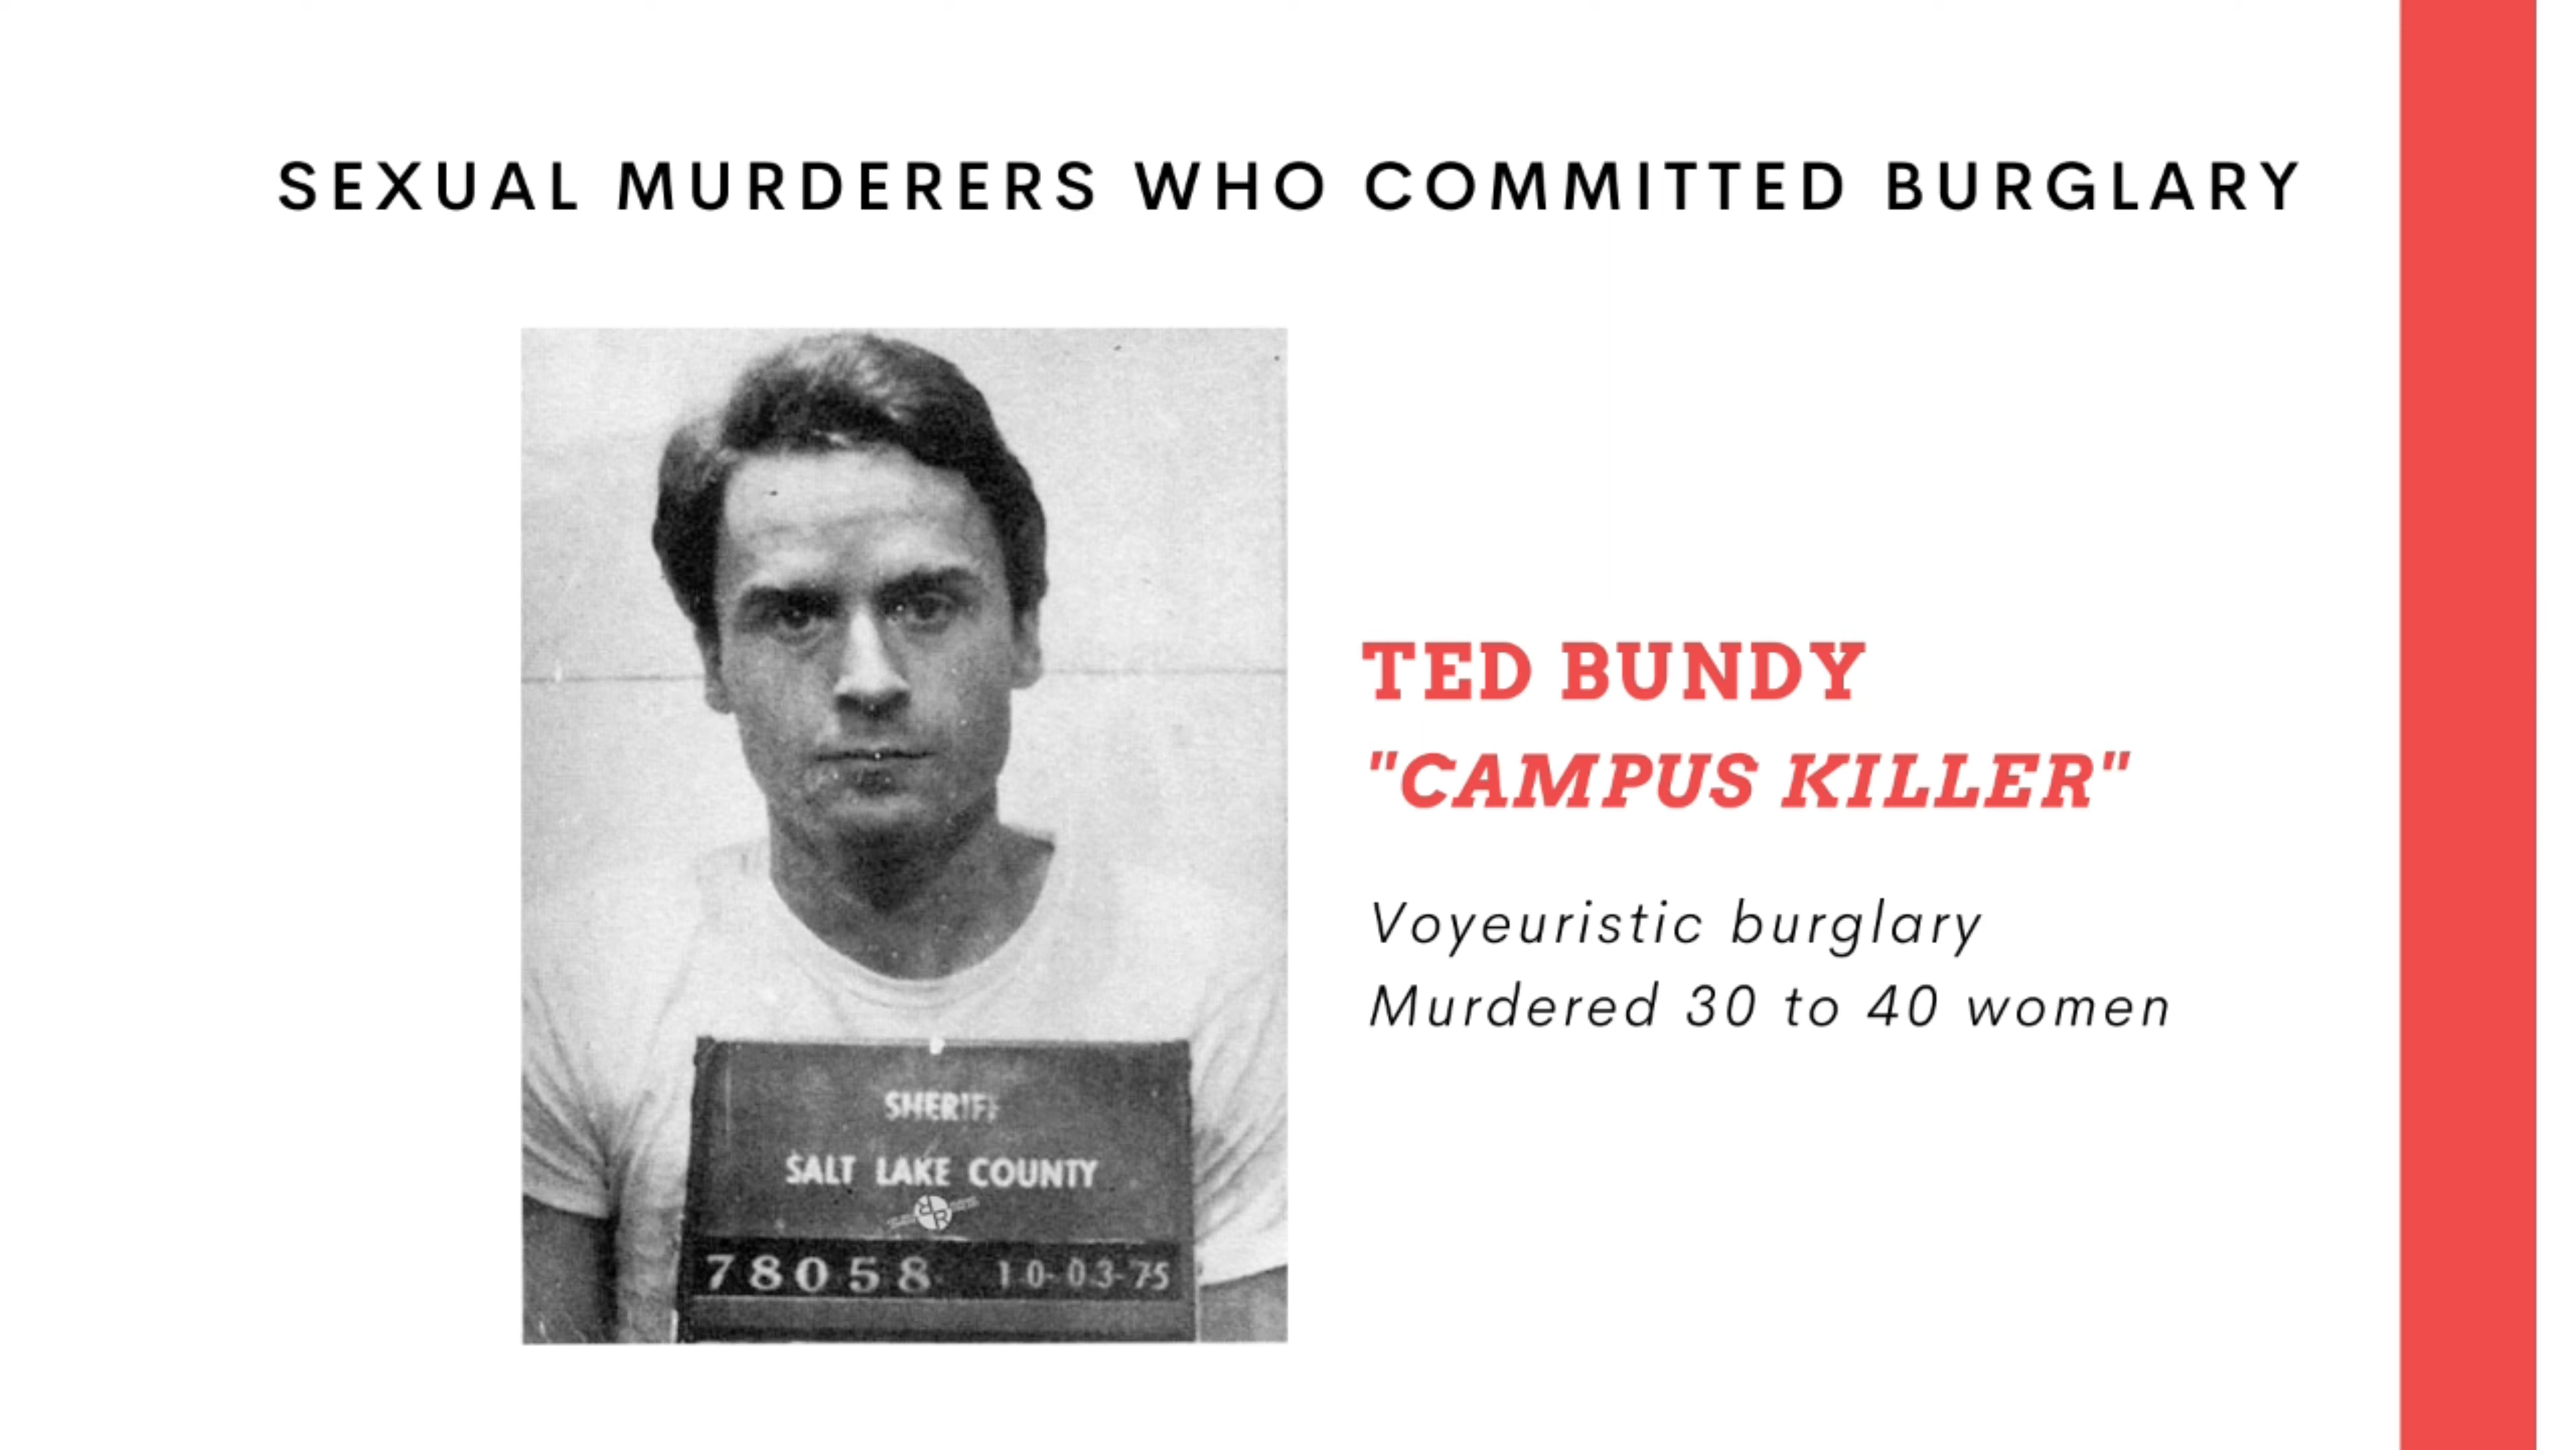 SEXUAL MURDERERS WHO COMMITTED BURGLARY
TED BUNDY
"CAMPUS KILLER"
Voyeuristic burglary
Murdered 30 to 40 women
SHERIFF
SALT LAKE COUNTY
78058 10-03-75